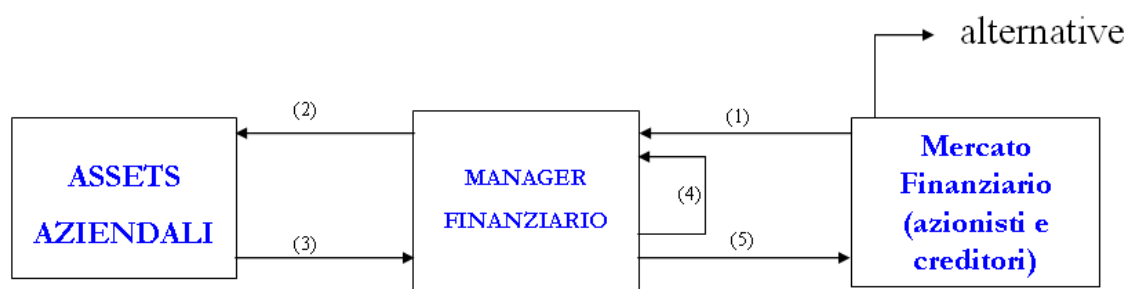 alternative
(2)
(1)
ASSETS
AZIENDALI
MANAGER
FINANZIARIO
(4)
Mercato
Finanziario
(azionisti e
creditori)
(3)
(5)